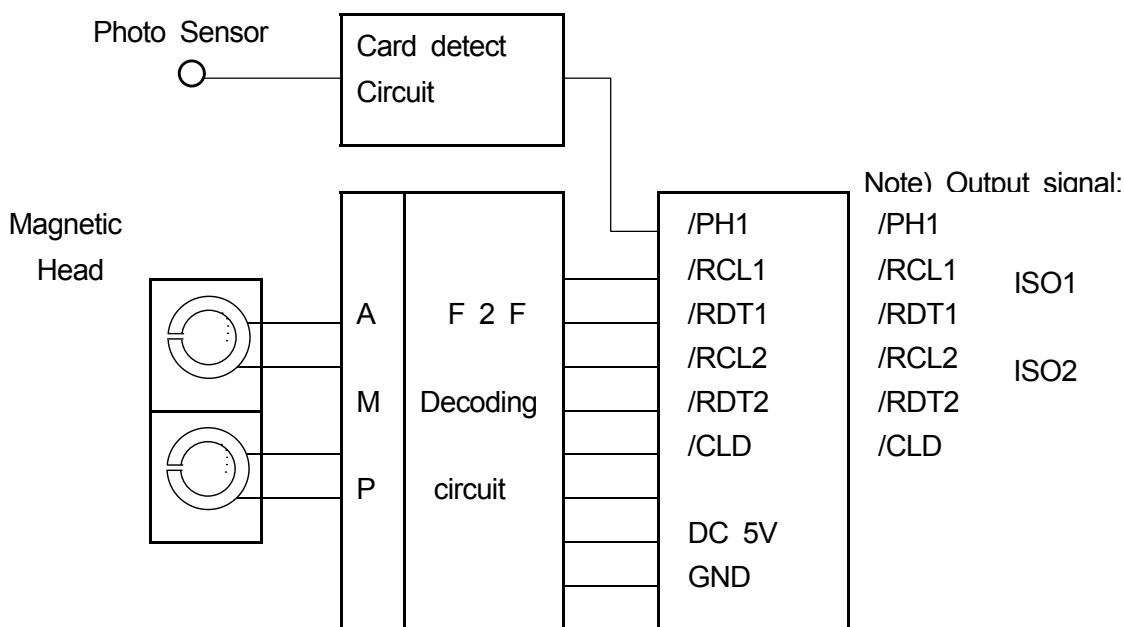 Photo Sensor
Card detect
Circuit
Magnetic
Head
A
M
P
F 2 F
Decoding
circuit
/PH1
/RCL1
/RDT1
/RCL2
/RDT2
/CLD
DC 5V
GND
Note) Output signal:
/PH1
/RCL1
/RDT1
ISO1
/RCL2
/RDT2
ISO2
/CLD